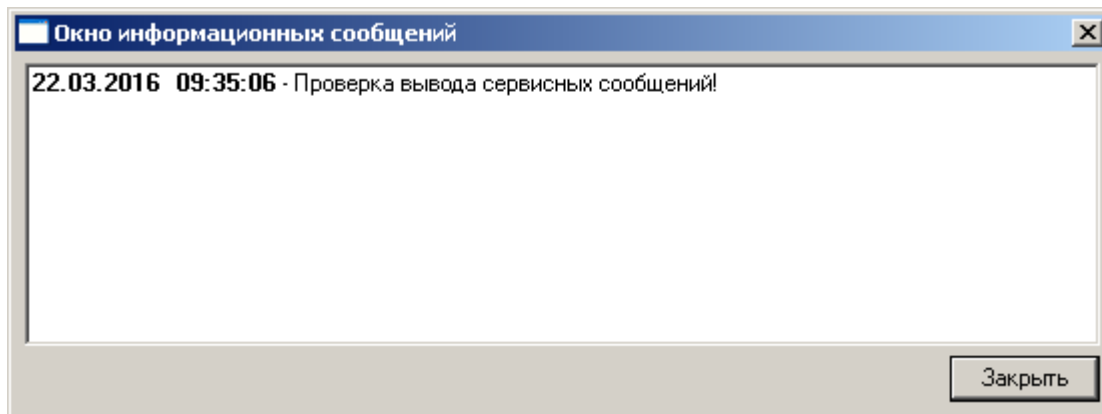 Окно информационных сообщений
22.03.2016 09:35:06 - Проверка вывода сервисных сообщений!
Закрыть